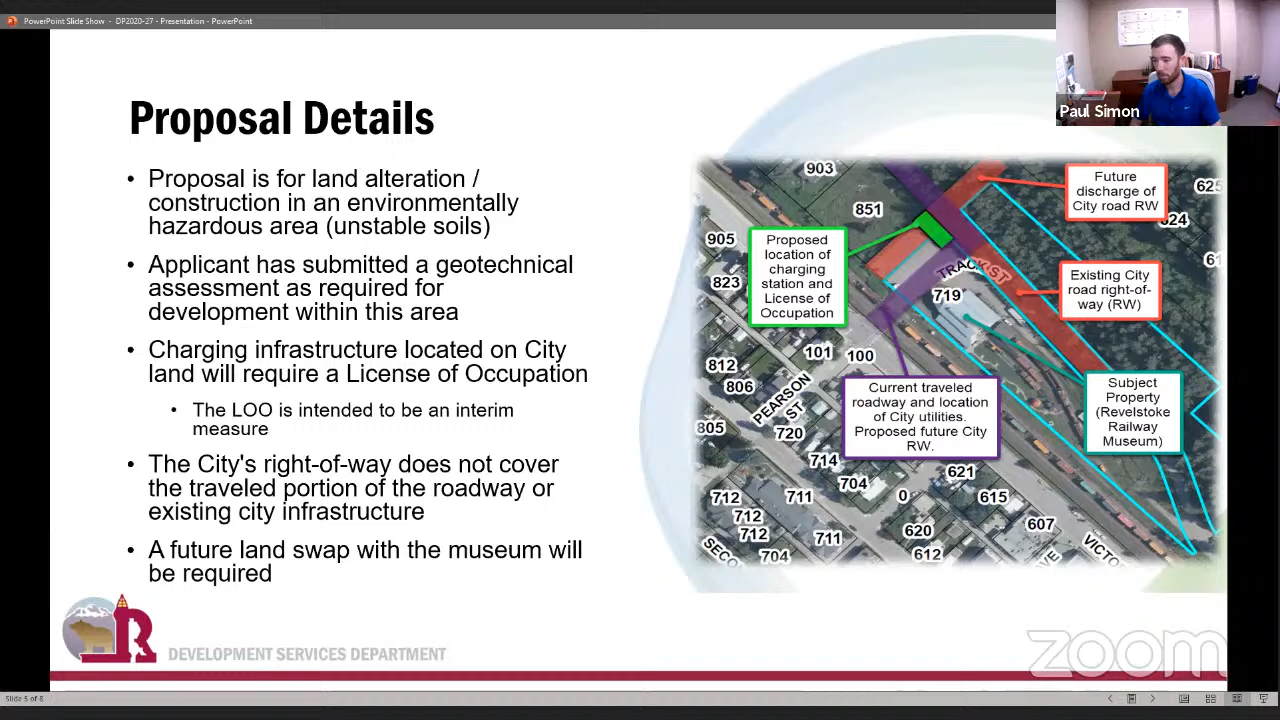 PowerPoint Slide Show - DP2020-27 - Presentation - PowerPoint
Paul Simon
Proposal Details
• Proposal is for land alteration /
construction in an environmentally
hazardous area (unstable soils)
• Applicant has submitted a geotechnical
assessment as required for
development within this area
• Charging infrastructure located on City
land will require a License of Occupation
• The LOO is intended to be an interim
measure
• The City's right-of-way does not cover
the traveled portion of the roadway or
existing city infrastructure
• A future land swap with the museum will
be required
903
851
905
823
812
806
805
Proposed
location of
charging
station and
License of
Occupation
Future
discharge of
City road RW
625
624
TRACK ST
719
Existing City
road right-of-
way (RW)
101
100
PEARSON
ST
720
714
704
Current traveled
roadway and location
of City utilities.
Proposed future City
RW.
Subject
Property
(Revelstoke
Railway
Museum)
621
0
615
712
711
712
712
711
620
607
704
612
R
DEVELOPMENT SERVICES DEPARTMENT
zoom
Slide 5 of 8